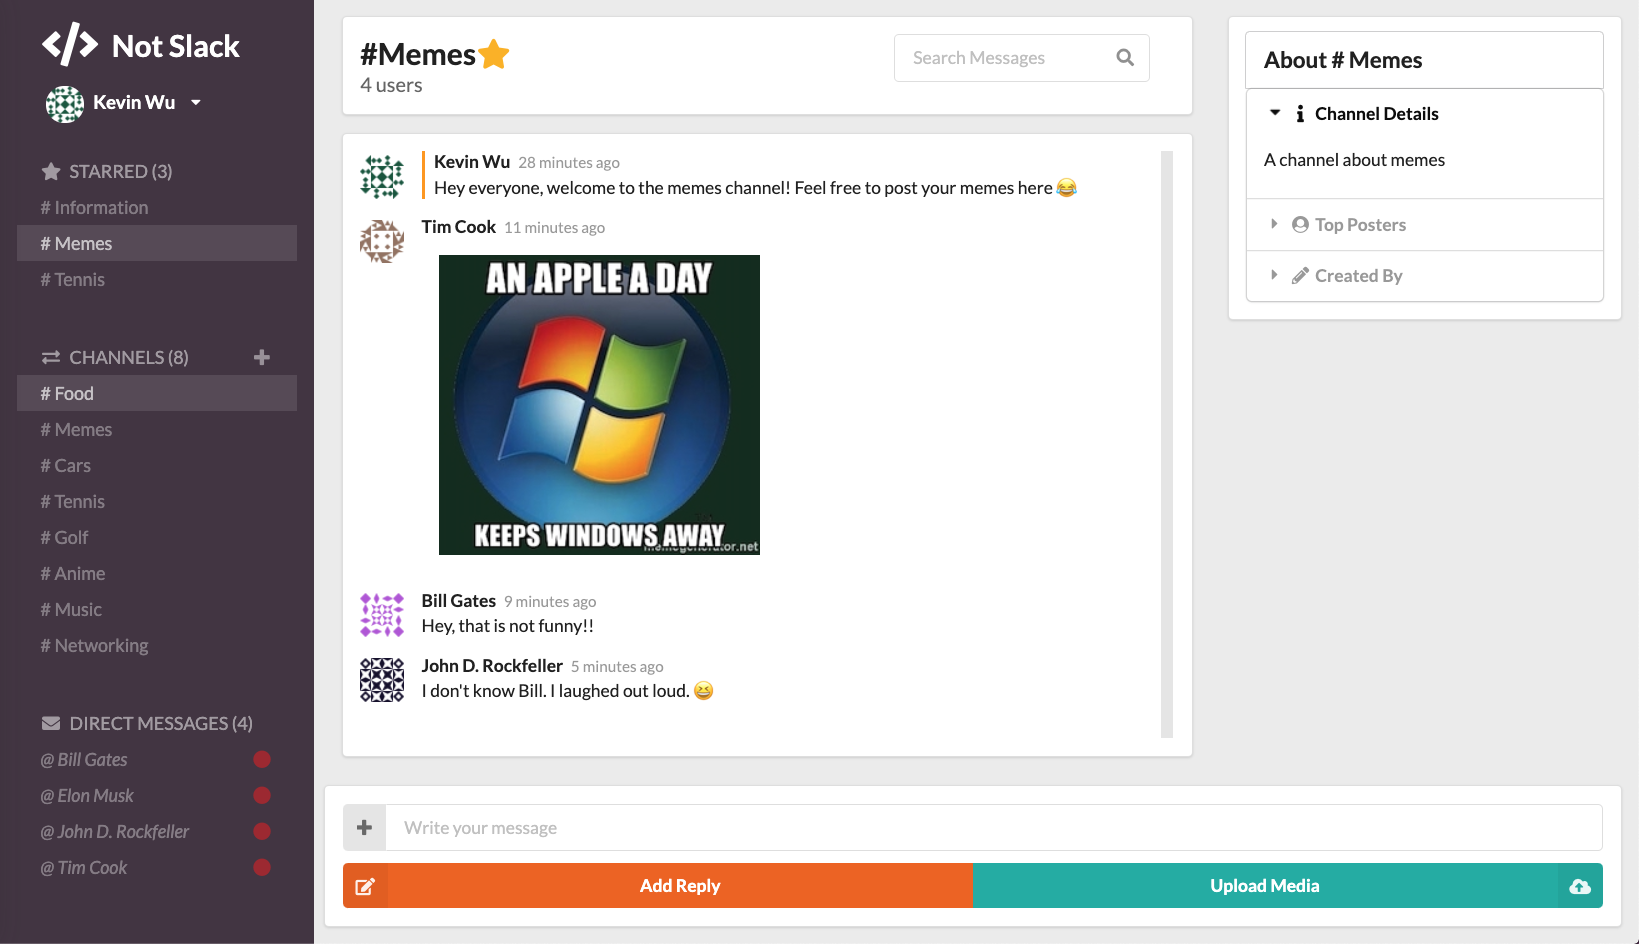 Not Slack
Kevin Wu
STARRED (3)
# Information
# Memes
# Tennis
CHANNELS (8)
# Food
# Memes
# Cars
# Tennis
# Golf
# Anime
# Music
# Networking
DIRECT MESSAGES (4)
@ Bill Gates
@ Elon Musk
@ John D. Rockfeller
@ Tim Cook
#Memes
4 users
Search Messages
Kevin Wu 28 minutes ago
Hey everyone, welcome to the memes channel! Feel free to post your memes here 😂
Tim Cook 11 minutes ago
AN APPLE A DAY
KEEPS WINDOWS AWAY
memegenerator.net
Bill Gates 9 minutes ago
Hey, that is not funny!!
John D. Rockfeller 5 minutes ago
I don't know Bill. I laughed out loud. 😆
Write your message
Add Reply
Upload Media
About # Memes
Channel Details
A channel about memes
Top Posters
Created By